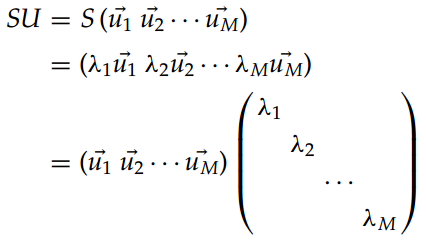 SU = S (u⃗₁ u⃗₂ ⋯ u⃗_M)
= (λ₁u⃗₁ λ₂u⃗₂ ⋯ λ_M u⃗_M)
= (u⃗₁ u⃗₂ ⋯ u⃗_M) ( λ₁
λ₂
⋯
λ_M )